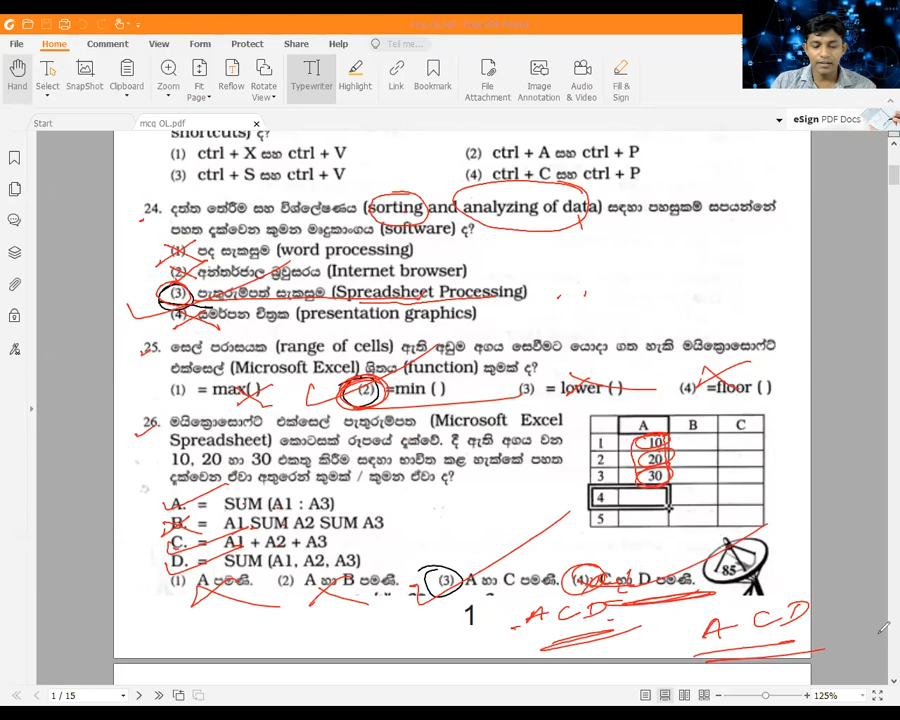 File Home Comment View Form Protect Share Help Tell me...
Hand Select SnapShot Clipboard Zoom Fit Page Reflow Rotate View Typewriter Highlight Link Bookmark File Attachment Image Annotation Audio & Video Fill & Sign
Start mcq OL.pdf eSign PDF Docs
shortcuts) ද?
(1) ctrl + X සහ ctrl + V (2) ctrl + A සහ ctrl + P
(3) ctrl + S සහ ctrl + V (4) ctrl + C සහ ctrl + P
24. දත්ත තේරීම සහ විශ්ලේෂණය (sorting and analyzing of data) සඳහා පහසුකම් සපයන්නේ
පහත දැක්වෙන කුමන මෘදුකාංගය (software) ද?
(1) පද සැකසුම (word processing)
(2) අන්තර්ජාල බ්‍රවුසරය (Internet browser)
(3) පැතුරුම්පත් සැකසුම (Spreadsheet Processing)
(4) සමර්පන චිත්‍රක (presentation graphics)
25. සෙල් පරාසයක (range of cells) ඇති අඩුම අගය සෙවීමට යොදා ගත හැකි මයික්‍රොසොෆ්ට්
එක්සෙල් (Microsoft Excel) ශ්‍රිතය (function) කුමක් ද?
(1) = max( ) (2) =min ( ) (3) = lower ( ) (4) =floor ( )
26. මයික්‍රොසොෆ්ට් එක්සෙල් පැතුරුම්පත (Microsoft Excel
Spreadsheet) කොටසක් රූපයේ දැක්වේ. දී ඇති අගය වන
10, 20 හා 30 එකතු කිරීම සඳහා භාවිත කළ හැක්කේ පහත
දැක්වෙන ඒවා අතුරෙන් කුමක් / කුමන ඒවා ද?
A B C
1 10
2 20
3 30
4
5
A. = SUM (A1 : A3)
B. = A1 SUM A2 SUM A3
C. = A1 + A2 + A3
D. = SUM (A1, A2, A3)
(1) A පමණි. (2) A හා B පමණි. (3) A හා C පමණි. (4) C හා D පමණි.
85
1
A C D
A C D
1 / 15 125%